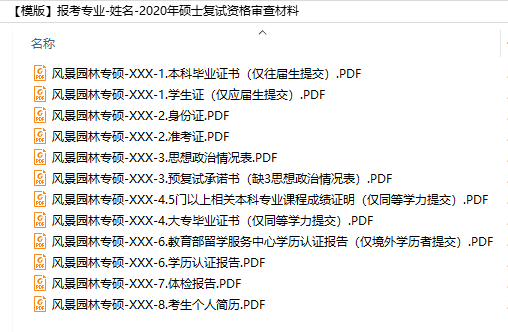 【模版】报考专业-姓名-2020年硕士复试资格审查材料
名称
风景园林专硕-XXX-1.本科毕业证书（仅往届生提交）.PDF
风景园林专硕-XXX-1.学生证（仅应届生提交）.PDF
风景园林专硕-XXX-2.身份证.PDF
风景园林专硕-XXX-2.准考证.PDF
风景园林专硕-XXX-3.思想政治情况表.PDF
风景园林专硕-XXX-3.预复试承诺书（缺3思想政治情况表）.PDF
风景园林专硕-XXX-4.5门以上相关本科专业课程成绩证明（仅同等学力提交）.PDF
风景园林专硕-XXX-4.大专毕业证书（仅同等学力提交）.PDF
风景园林专硕-XXX-6.教育部留学服务中心学历认证报告（仅境外学历者提交）.PDF
风景园林专硕-XXX-6.学历认证报告.PDF
风景园林专硕-XXX-7.体检报告.PDF
风景园林专硕-XXX-8.考生个人简历.PDF